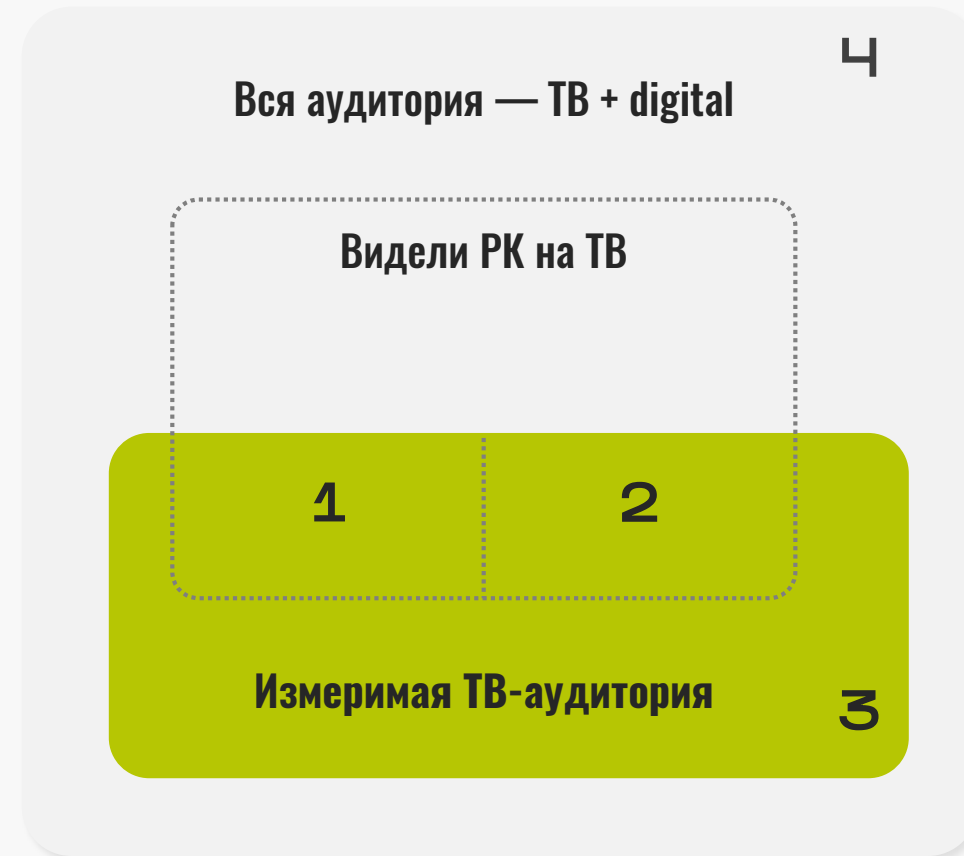 4
Вся аудитория — ТВ + digital
Видели РК на ТВ
1 2
Измеримая ТВ-аудитория
3